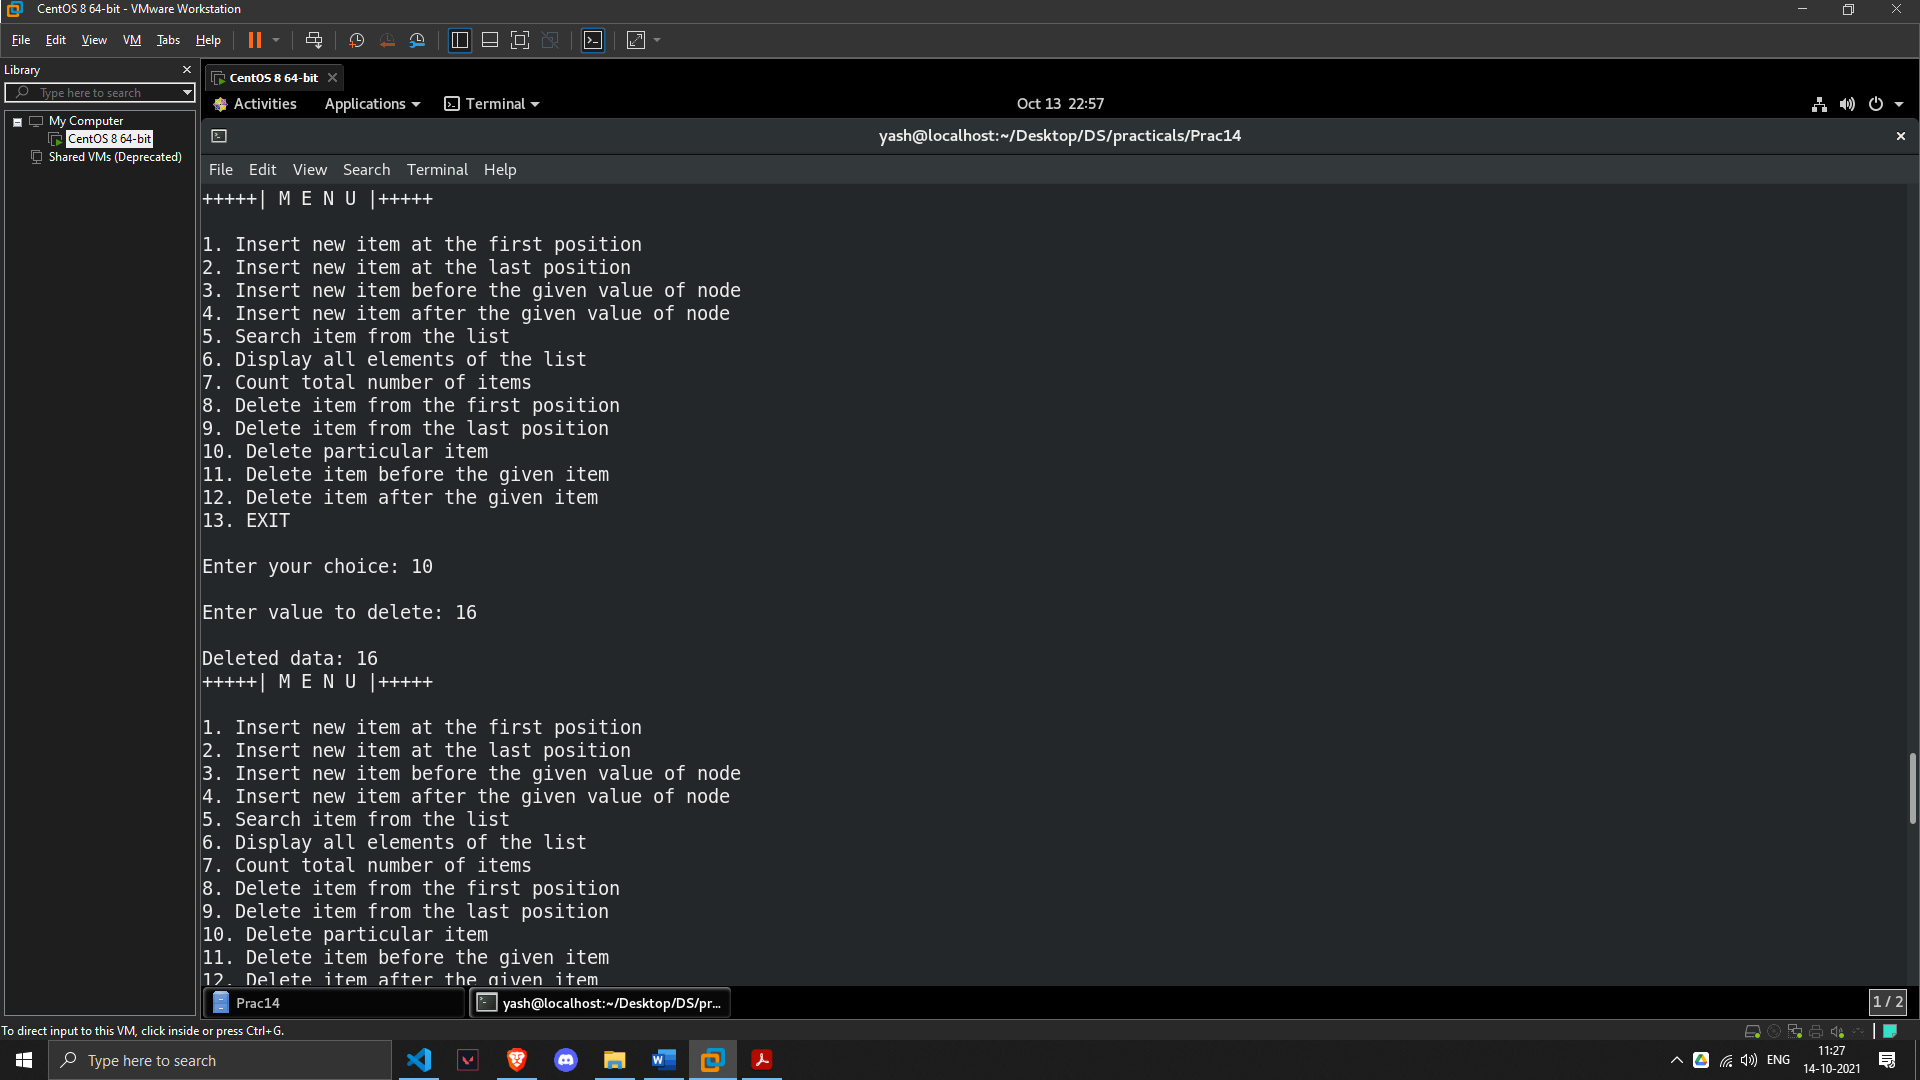 CentOS 8 64-bit - VMware Workstation
File Edit View VM Tabs Help
Library
Type here to search
My Computer
CentOS 8 64-bit
Shared VMs (Deprecated)
CentOS 8 64-bit
Activities Applications Terminal Oct 13 22:57
yash@localhost:~/Desktop/DS/practicals/Prac14
File Edit View Search Terminal Help
+++++| M E N U |+++++
1. Insert new item at the first position
2. Insert new item at the last position
3. Insert new item before the given value of node
4. Insert new item after the given value of node
5. Search item from the list
6. Display all elements of the list
7. Count total number of items
8. Delete item from the first position
9. Delete item from the last position
10. Delete particular item
11. Delete item before the given item
12. Delete item after the given item
13. EXIT
Enter your choice: 10
Enter value to delete: 16
Deleted data: 16
+++++| M E N U |+++++
1. Insert new item at the first position
2. Insert new item at the last position
3. Insert new item before the given value of node
4. Insert new item after the given value of node
5. Search item from the list
6. Display all elements of the list
7. Count total number of items
8. Delete item from the first position
9. Delete item from the last position
10. Delete particular item
11. Delete item before the given item
12. Delete item after the given item
Prac14 yash@localhost:~/Desktop/DS/pr... 1 / 2
To direct input to this VM, click inside or press Ctrl+G.
Type here to search
ENG 11:27
14-10-2021